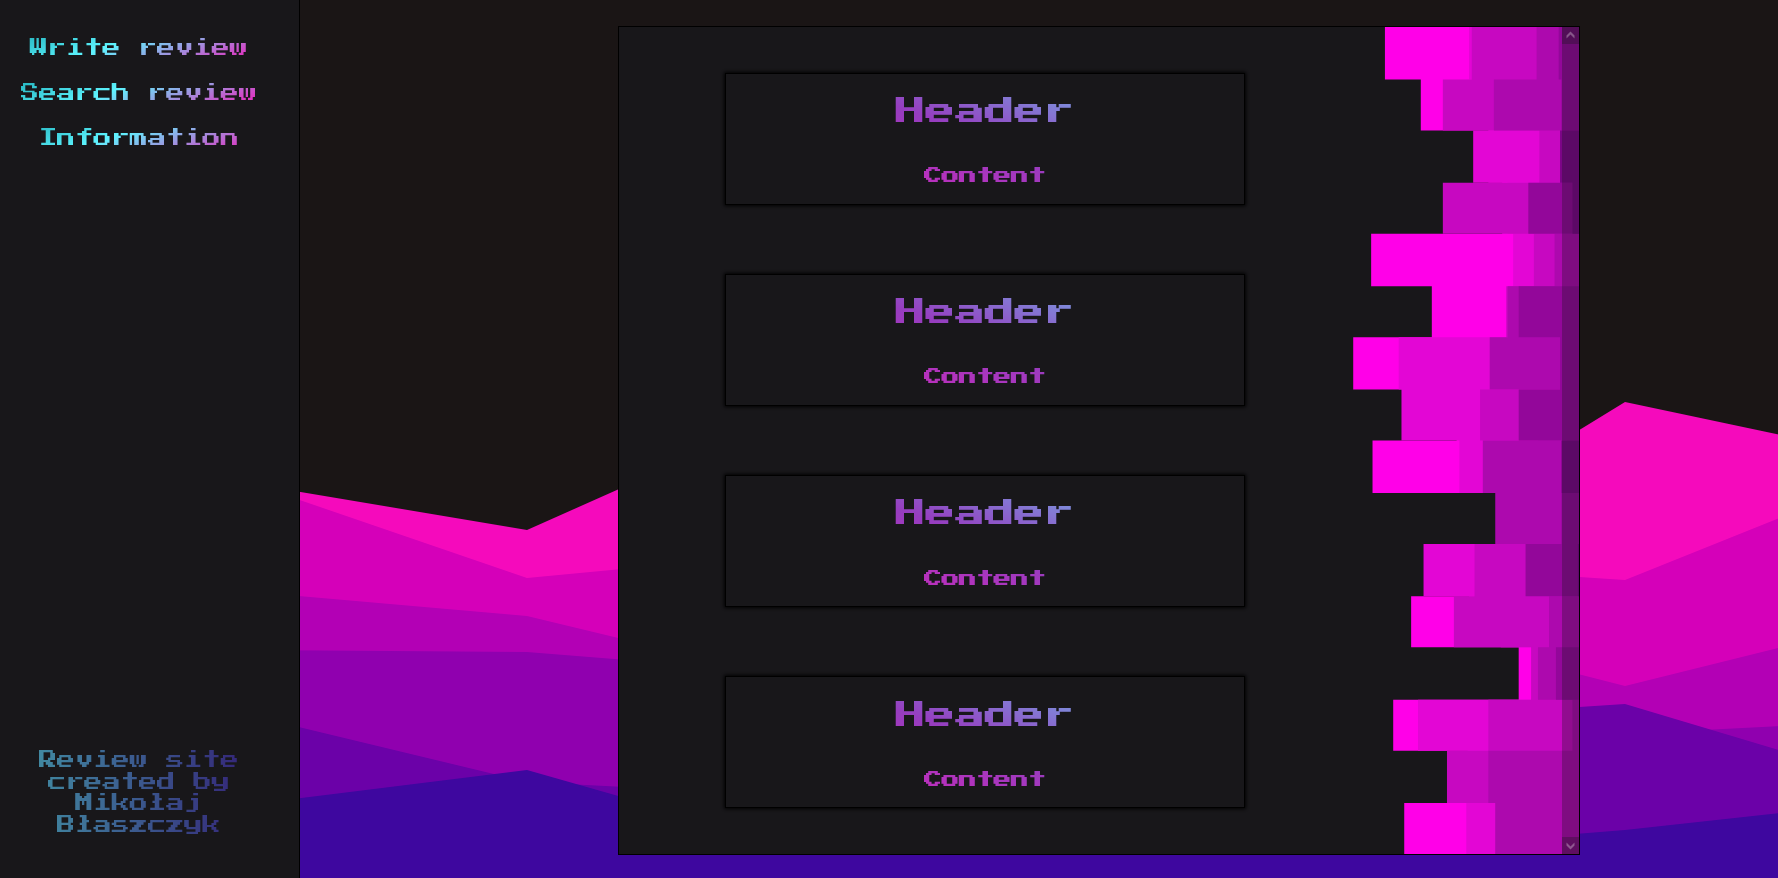 Write review
Search review
Information
Header
Content
Header
Content
Header
Content
Header
Content
Review site
created by
Mikołaj
Błaszczyk